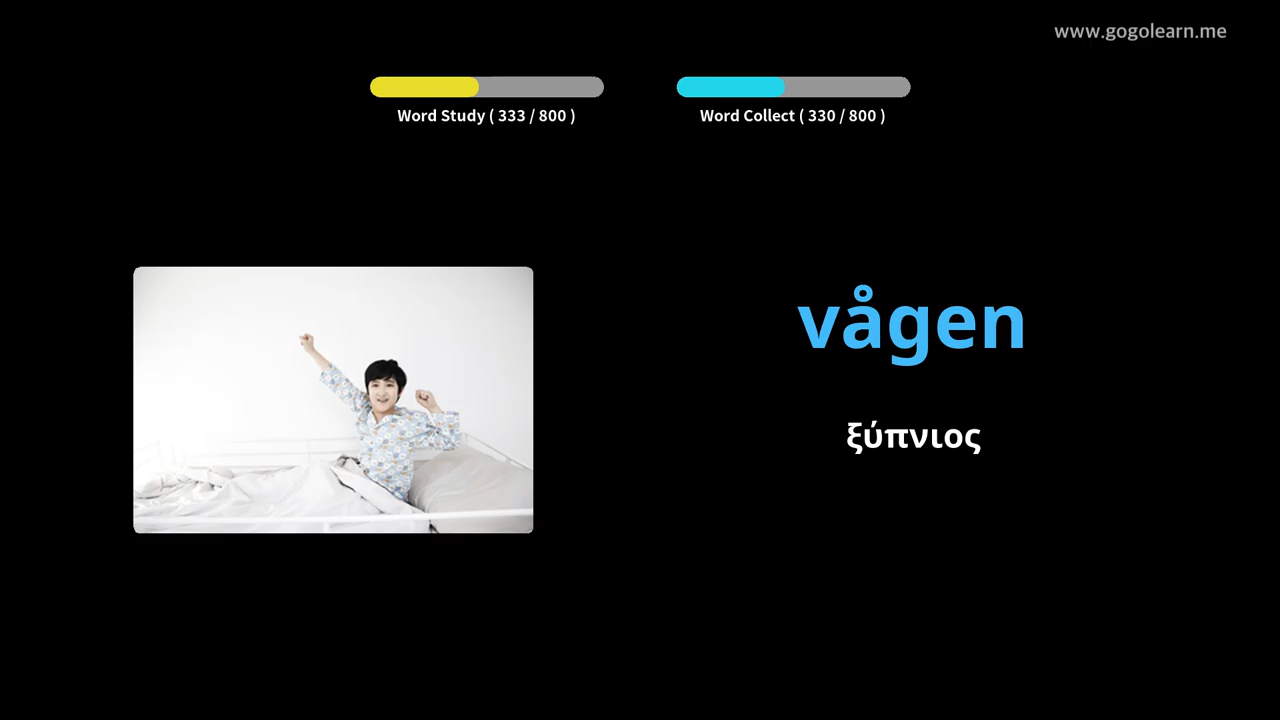 www.gogolearn.me
Word Study ( 333 / 800 )
Word Collect ( 330 / 800 )
vågen
ξύπνιος